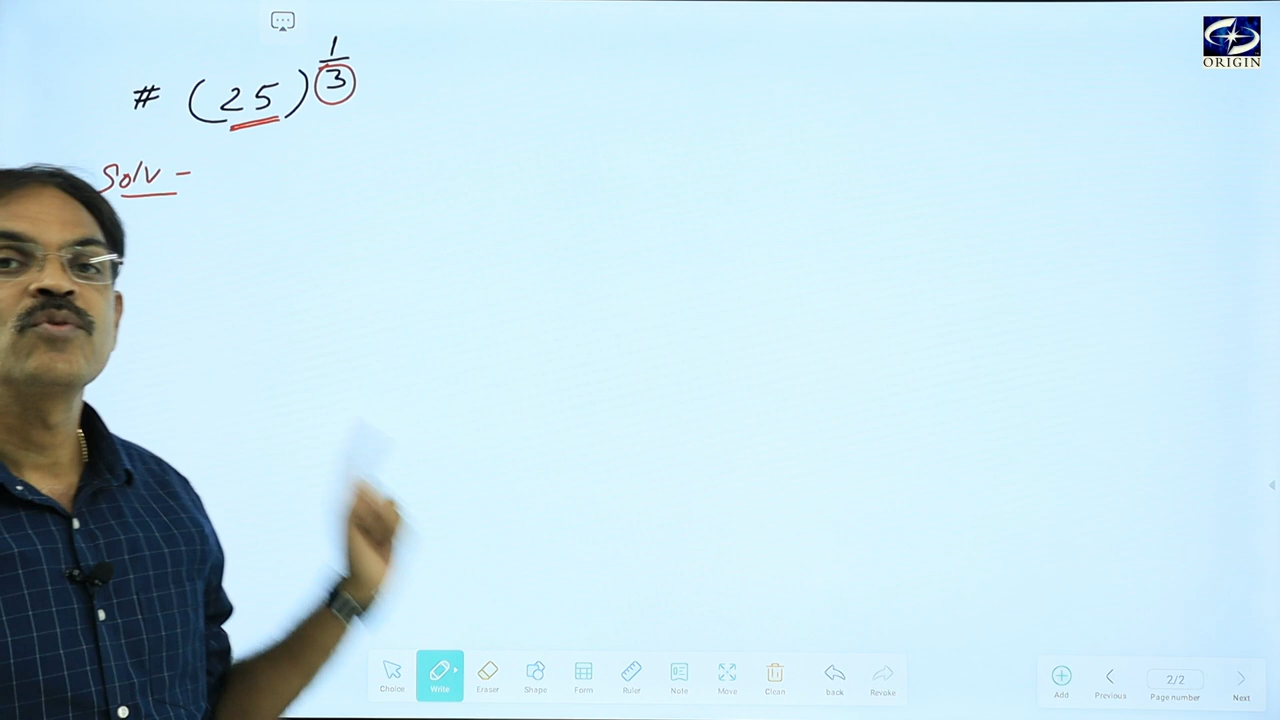 # (25)^(1/3)
Solv -
ORIGIN
Choice
Write
Eraser
Shape
Form
Ruler
Note
Move
Clean
back
Revoke
Add
Previous
2/2
Page number
Next